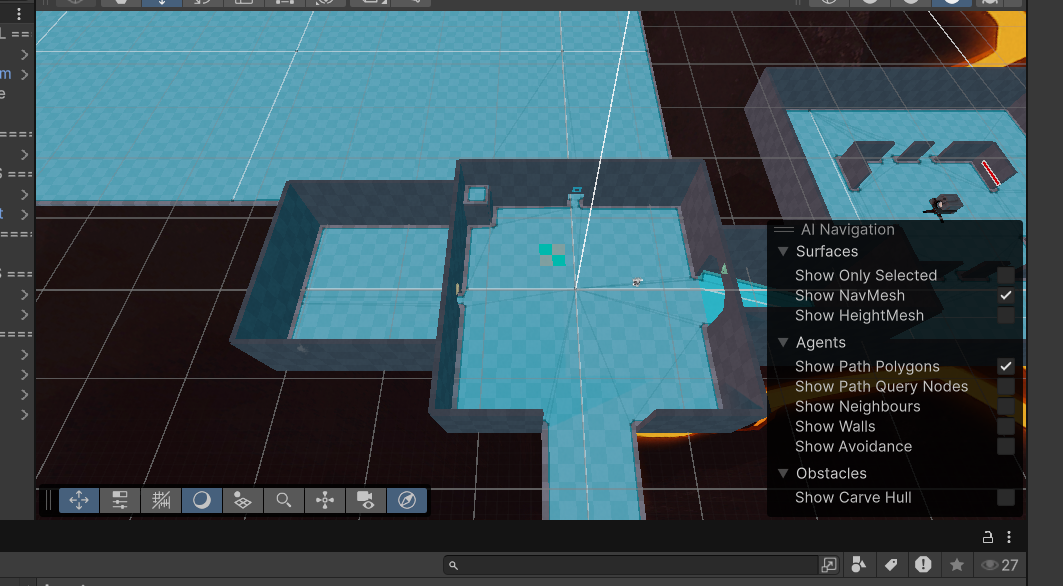 AI Navigation
Surfaces
Show Only Selected
Show NavMesh
Show HeightMesh
Agents
Show Path Polygons
Show Path Query Nodes
Show Neighbours
Show Walls
Show Avoidance
Obstacles
Show Carve Hull
27